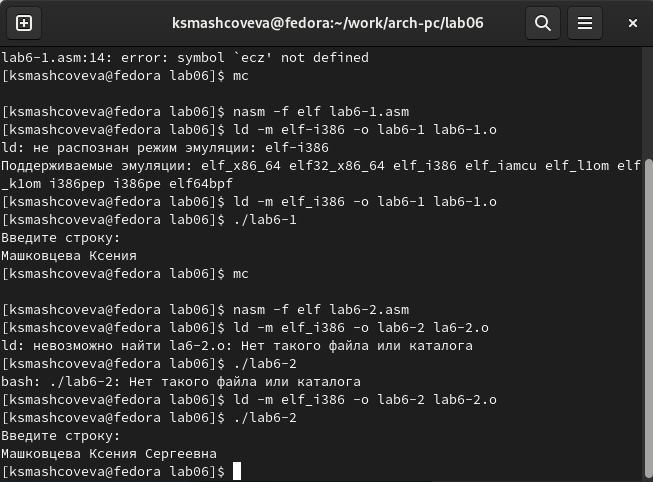 ksmashcoveva@fedora:~/work/arch-pc/lab06
lab6-1.asm:14: error: symbol `ecz' not defined
[ksmashcoveva@fedora lab06]$ mc
[ksmashcoveva@fedora lab06]$ nasm -f elf lab6-1.asm
[ksmashcoveva@fedora lab06]$ ld -m elf-i386 -o lab6-1 lab6-1.o
ld: не распознан режим эмуляции: elf-i386
Поддерживаемые эмуляции: elf_x86_64 elf32_x86_64 elf_i386 elf_iamcu elf_l1om elf
_k1om i386pep i386pe elf64bpf
[ksmashcoveva@fedora lab06]$ ld -m elf_i386 -o lab6-1 lab6-1.o
[ksmashcoveva@fedora lab06]$ ./lab6-1
Введите строку:
Машковцева Ксения
[ksmashcoveva@fedora lab06]$ mc
[ksmashcoveva@fedora lab06]$ nasm -f elf lab6-2.asm
[ksmashcoveva@fedora lab06]$ ld -m elf_i386 -o lab6-2 la6-2.o
ld: невозможно найти la6-2.o: Нет такого файла или каталога
[ksmashcoveva@fedora lab06]$ ./lab6-2
bash: ./lab6-2: Нет такого файла или каталога
[ksmashcoveva@fedora lab06]$ ld -m elf_i386 -o lab6-2 lab6-2.o
[ksmashcoveva@fedora lab06]$ ./lab6-2
Введите строку:
Машковцева Ксения Сергеевна
[ksmashcoveva@fedora lab06]$